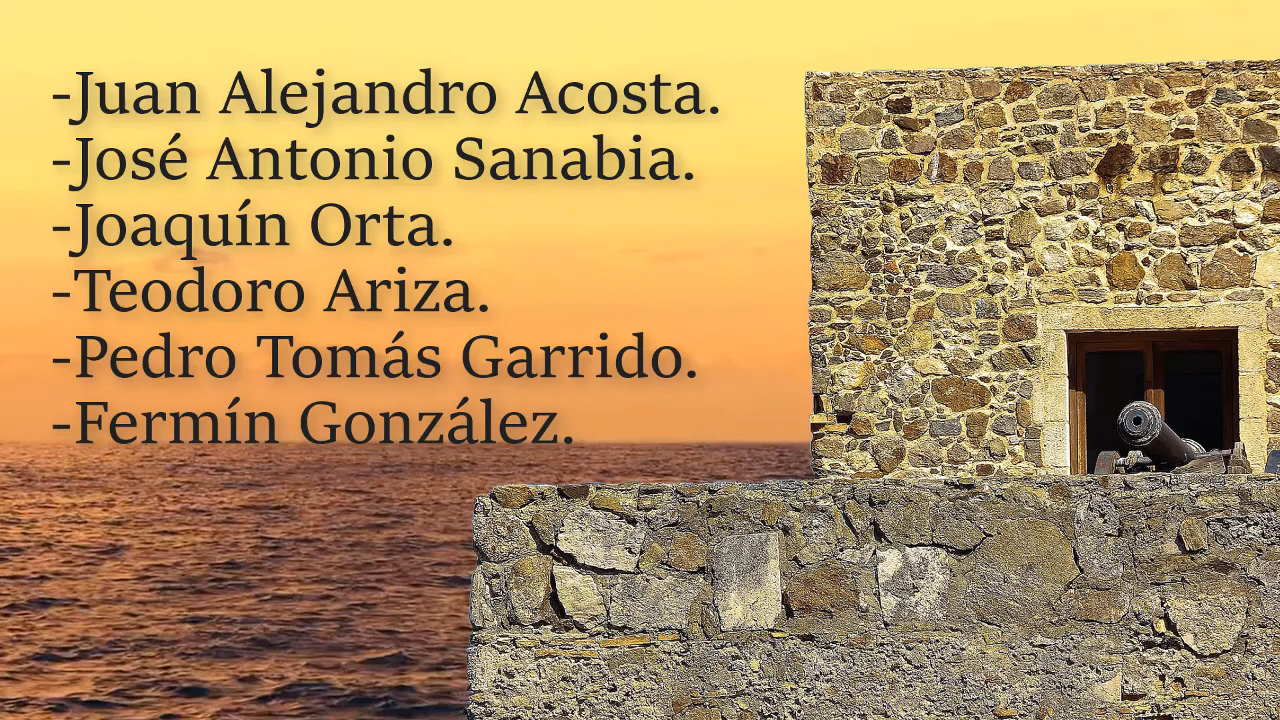 -Juan Alejandro Acosta.
-José Antonio Sanabia.
-Joaquín Orta.
-Teodoro Ariza.
-Pedro Tomás Garrido.
-Fermín González.